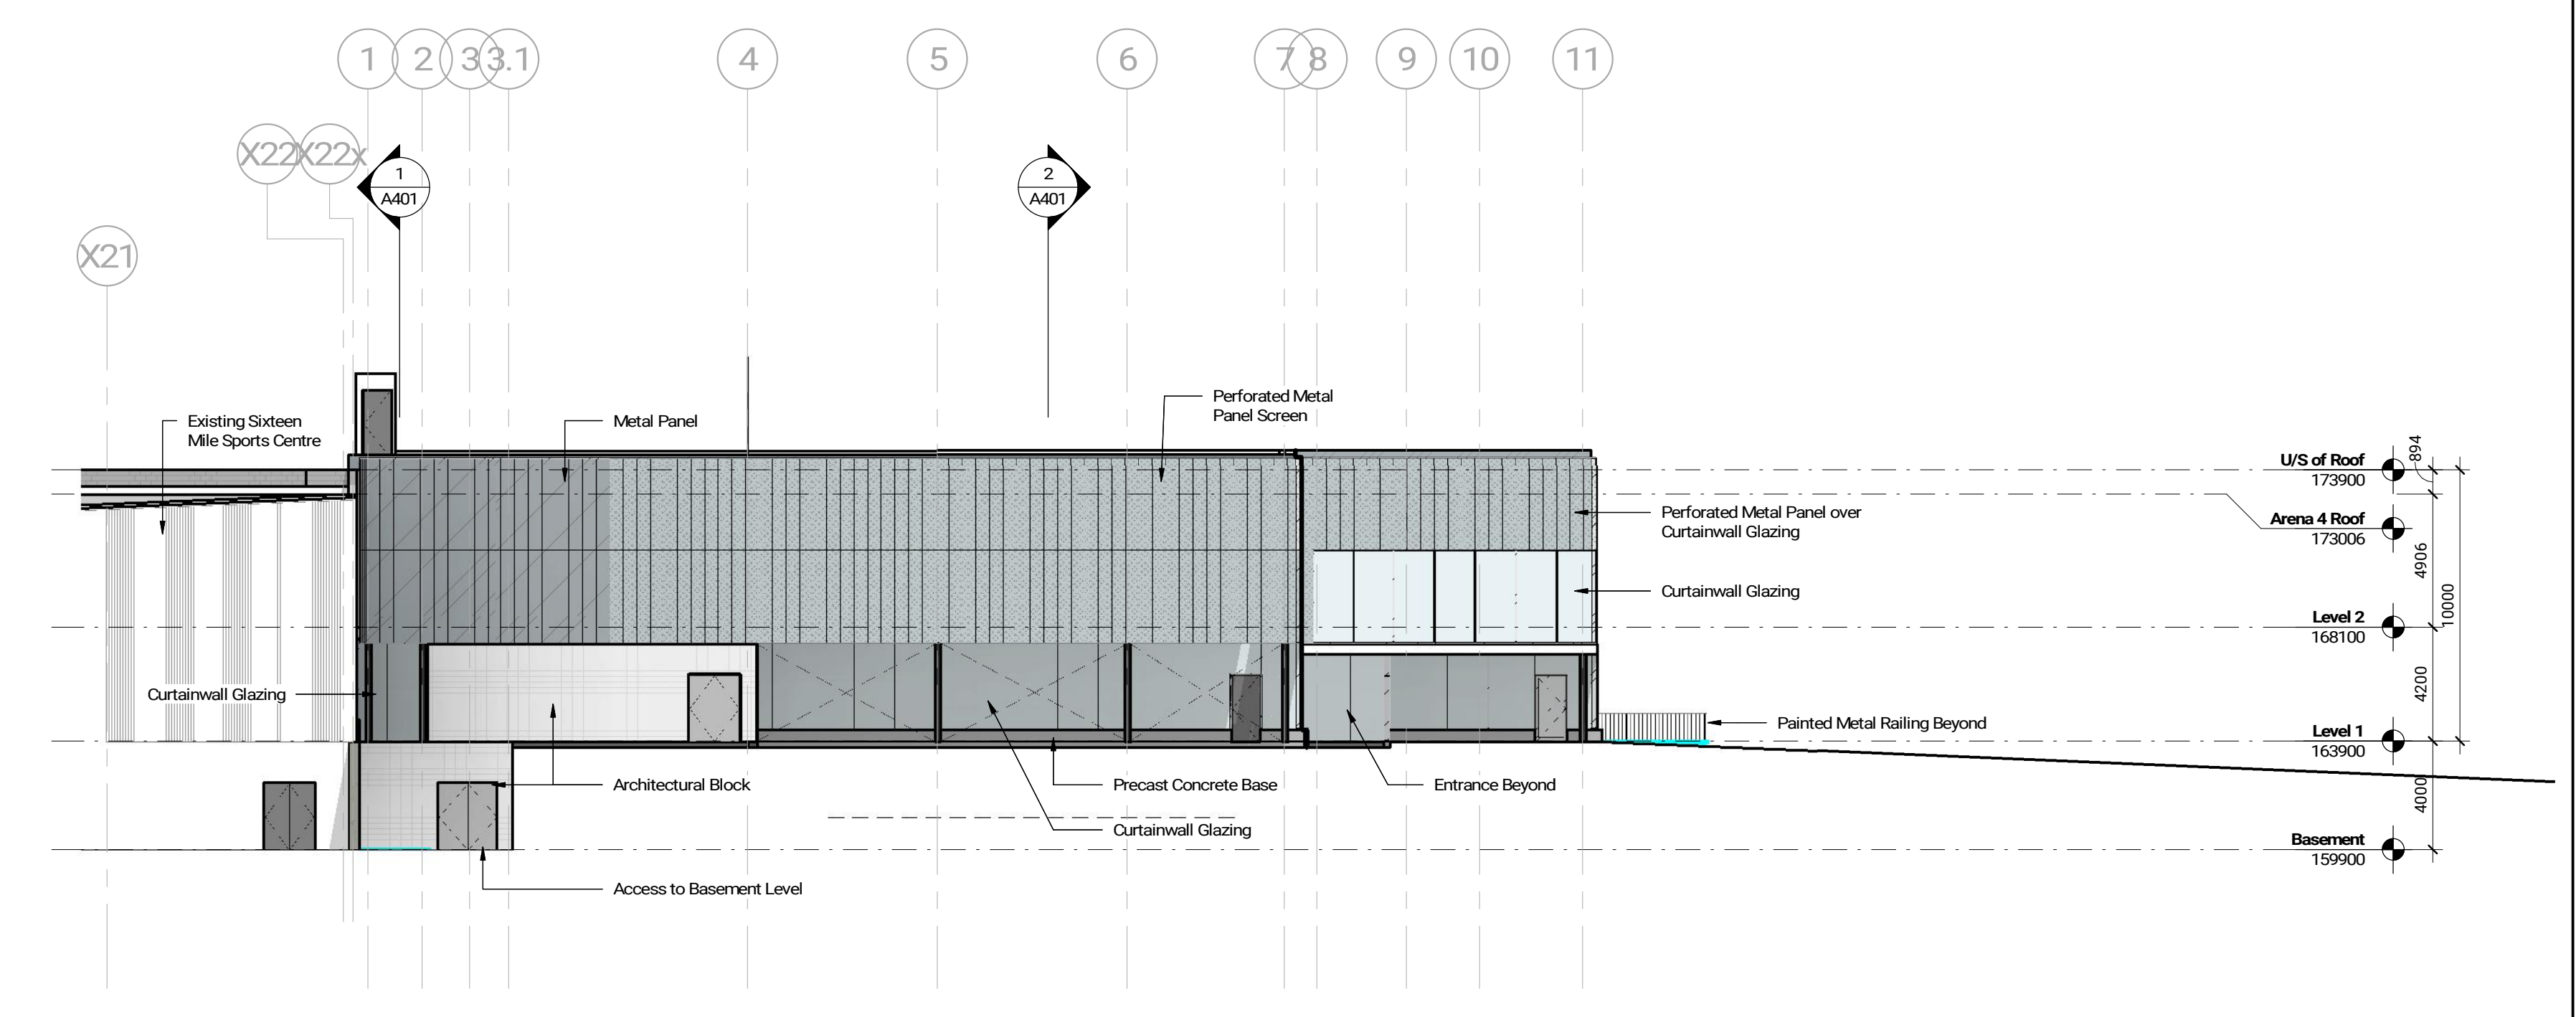 1
2
3
3.1
4
5
6
7
8
9
10
11
X22
X22x
1
A401
2
A401
X21
Perforated Metal
Panel Screen
Existing Sixteen
Mile Sports Centre
Metal Panel
894
U/S of Roof
173900
Perforated Metal Panel over
Curtainwall Glazing
Arena 4 Roof
173006
4906
Curtainwall Glazing
10000
Level 2
168100
Curtainwall Glazing
4200
Painted Metal Railing Beyond
Level 1
163900
Architectural Block
Precast Concrete Base
Entrance Beyond
4000
Curtainwall Glazing
Basement
159900
Access to Basement Level